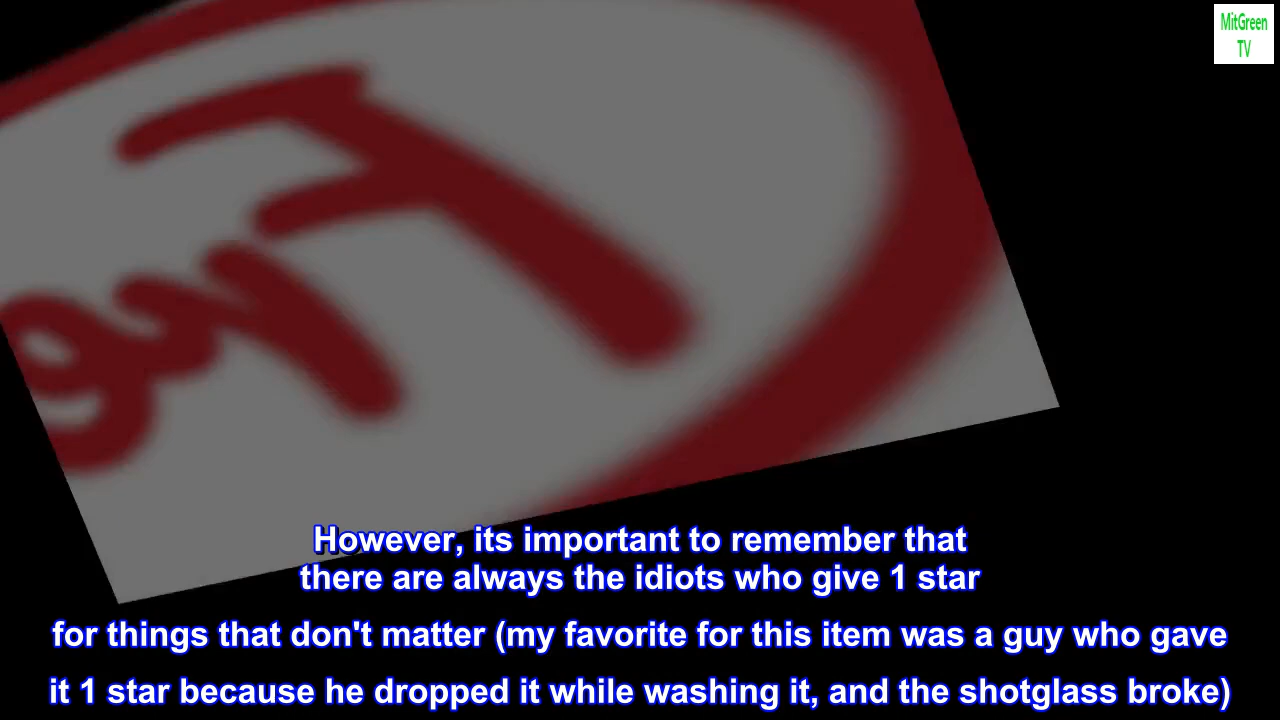 MitGreen
TV
However, its important to remember that
there are always the idiots who give 1 star
for things that don't matter (my favorite for this item was a guy who gave
it 1 star because he dropped it while washing it, and the shotglass broke)